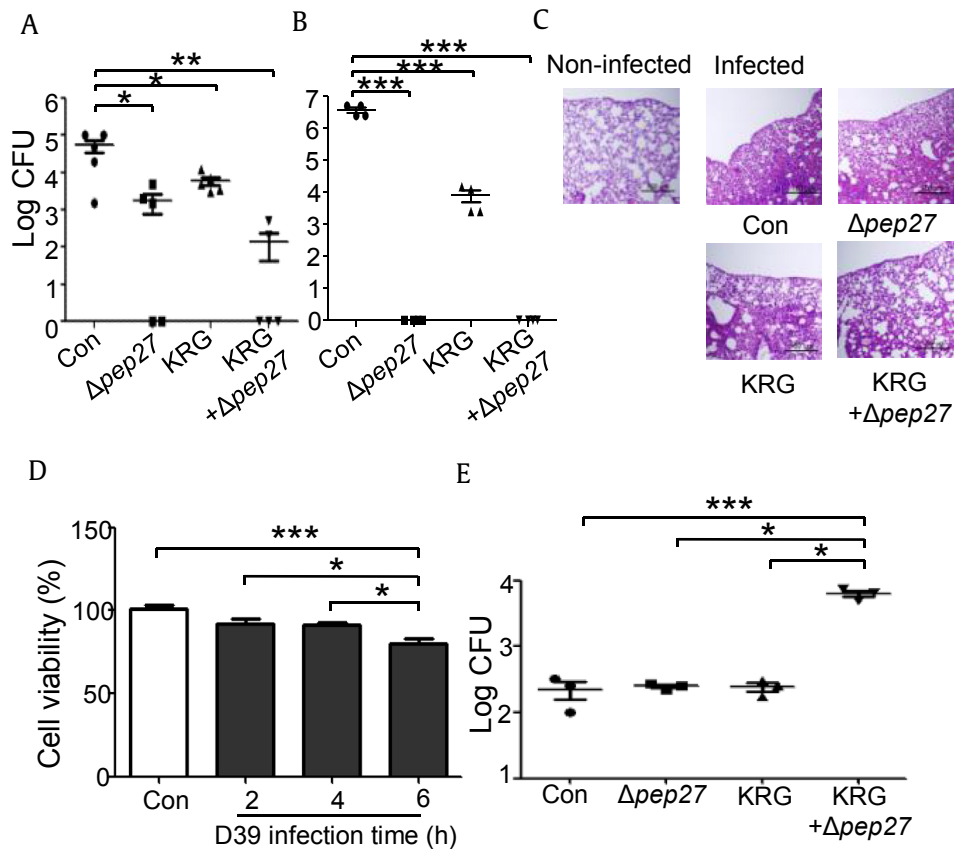 A
**
*
*
Log CFU
6
5
4
3
2
1
0
Con
Δpep27
KRG
KRG
+Δpep27
B
***
***
***
7
6
5
4
3
2
1
0
Con
Δpep27
KRG
KRG
+Δpep27
C
Non-infected
Infected
Con
Δpep27
KRG
KRG
+Δpep27
D
***
*
*
Cell viability (%)
150
100
50
0
Con
2
4
6
D39 infection time (h)
E
***
*
*
Log CFU
4
3
2
1
Con
Δpep27
KRG
KRG
+Δpep27